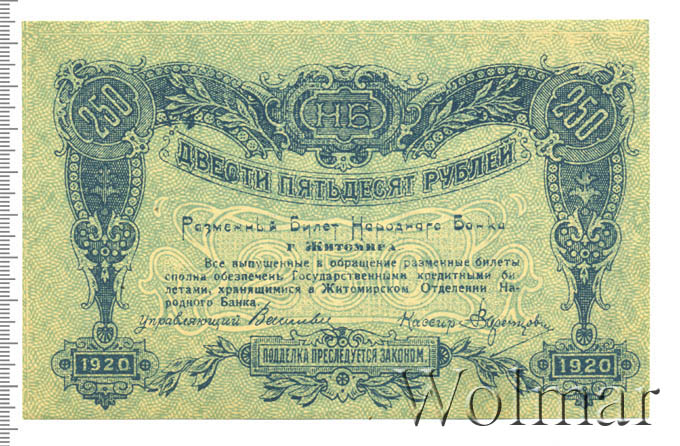 250 НБ 250
ДВЕСТИ ПЯТЬДЕСЯТ РУБЛЕЙ
Разменный Билет Народного Банка
г. Житомира
Все выпущенные в обращение разменные билеты
сполна обеспечен. Государственными кредитными би
летами, хранящимися в Житомирском Отделении На-
родного Банка.
Управляющий Кассир
1920 ПОДДЕЛКА ПРЕСЛЕДУЕТСЯ ЗАКОНОМ. 1920
Wolmar